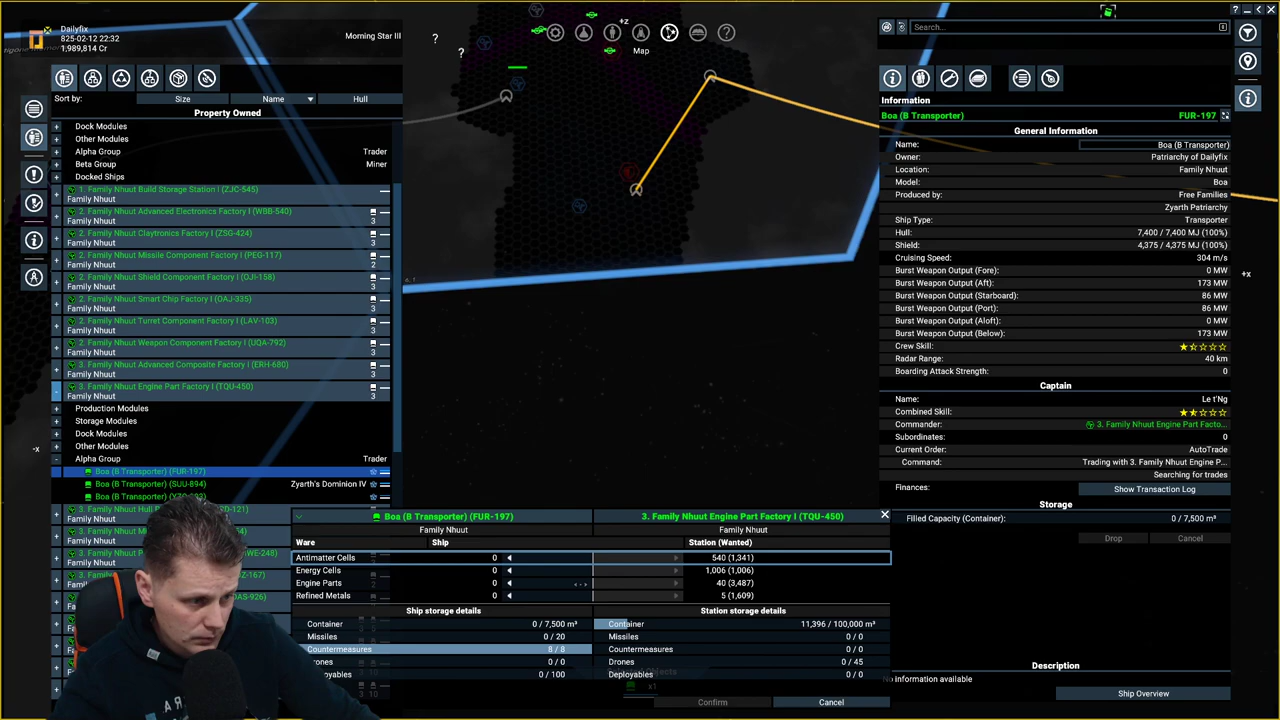 Dailyfix
825-02-12 22:32
1,989,814 Cr
Morning Star III
?
?
+z
Map
Search...
Sort by:
Size
Name
Hull
Property Owned
Dock Modules
Other Modules
Alpha Group Trader
Beta Group Miner
Docked Ships
1. Family Nhuut Build Storage Station I (ZJC-545)
Family Nhuut
2. Family Nhuut Advanced Electronics Factory I (WBB-540)
Family Nhuut 3
2. Family Nhuut Claytronics Factory I (ZSG-424)
Family Nhuut 3
2. Family Nhuut Missile Component Factory I (PEG-117)
Family Nhuut 2
2. Family Nhuut Shield Component Factory I (OJI-158)
Family Nhuut 3
2. Family Nhuut Smart Chip Factory I (OAJ-335)
Family Nhuut 3
2. Family Nhuut Turret Component Factory I (LAV-103)
Family Nhuut 3
2. Family Nhuut Weapon Component Factory I (UQA-792)
Family Nhuut 3
3. Family Nhuut Advanced Composite Factory I (ERH-680)
Family Nhuut 3
3. Family Nhuut Engine Part Factory I (TQU-450)
Family Nhuut 3
Production Modules
Storage Modules
Dock Modules
Other Modules
Alpha Group Trader
Boa (B Transporter) (FUR-197)
Boa (B Transporter) (SUU-894) Zyarth's Dominion IV
-x
+x
Boa (B Transporter) (FUR-197)
3. Family Nhuut Engine Part Factory I (TQU-450)
Family Nhuut
Family Nhuut
Ware Ship Station (Wanted)
Antimatter Cells 0 540 (1,341)
Energy Cells 0 1,006 (1,006)
Engine Parts 0 40 (3,487)
Refined Metals 0 5 (1,609)
Ship storage details Station storage details
Container 0 / 7,500 m³ Container 11,396 / 100,000 m³
Missiles 0 / 20 Missiles 0 / 0
Countermeasures 8 / 8 Countermeasures 0 / 0
0 / 0 Drones 0 / 45
0 / 100 Deployables 0 / 0
Confirm Cancel
Information
Boa (B Transporter) FUR-197
General Information
Name: Boa (B Transporter)
Owner: Patriarchy of Dailyfix
Location: Family Nhuut
Model: Boa
Produced by: Free Families
Zyarth Patriarchy
Ship Type: Transporter
Hull: 7,400 / 7,400 MJ (100%)
Shield: 4,375 / 4,375 MJ (100%)
Cruising Speed: 304 m/s
Burst Weapon Output (Fore): 0 MW
Burst Weapon Output (Aft): 173 MW
Burst Weapon Output (Starboard): 86 MW
Burst Weapon Output (Port): 86 MW
Burst Weapon Output (Aloft): 0 MW
Burst Weapon Output (Below): 173 MW
Crew Skill:
Radar Range: 40 km
Boarding Attack Strength: 0
Captain
Name: Le t'Ng
Combined Skill:
Commander: 3. Family Nhuut Engine Part Facto...
Subordinates: 0
Current Order: AutoTrade
Command: Trading with 3. Family Nhuut Engine P...
Searching for trades
Finances: Show Transaction Log
Storage
Filled Capacity (Container): 0 / 7,500 m³
Drop Cancel
Description
No information available
Ship Overview